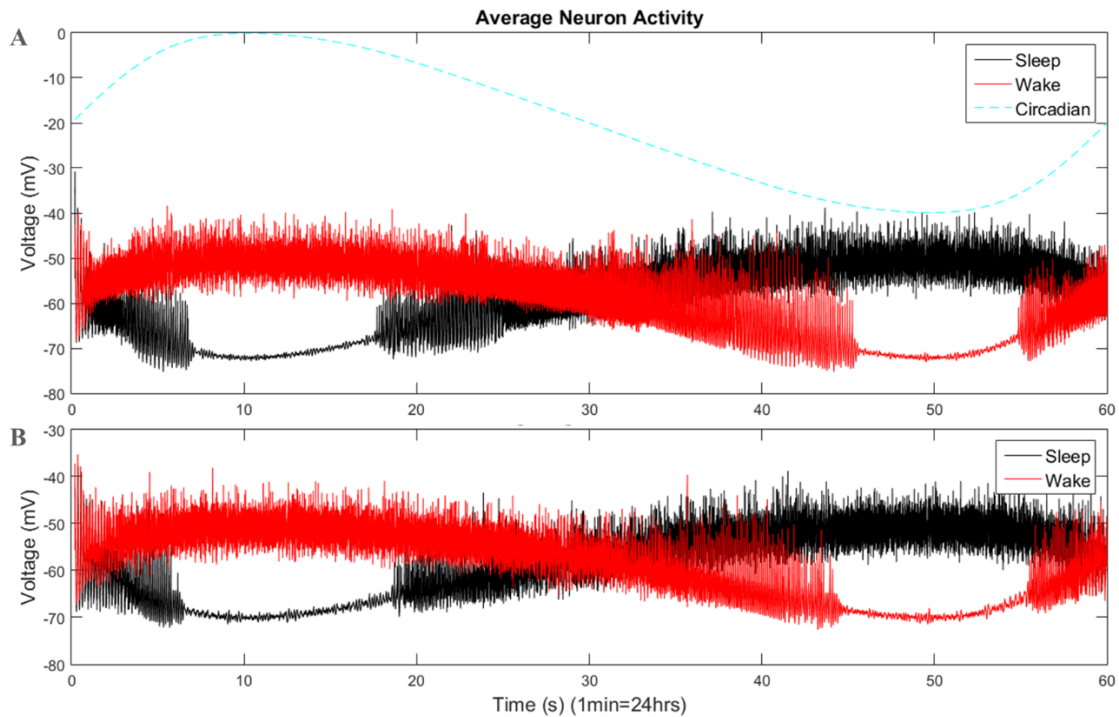 Average Neuron Activity
A
0
-10
-20
-30
-40
-50
-60
-70
-80
Voltage (mV)
Sleep
Wake
Circadian
0 10 20 30 40 50 60
B
-30
-40
-50
-60
-70
-80
Voltage (mV)
Sleep
Wake
0 10 20 30 40 50 60
Time (s) (1min=24hrs)